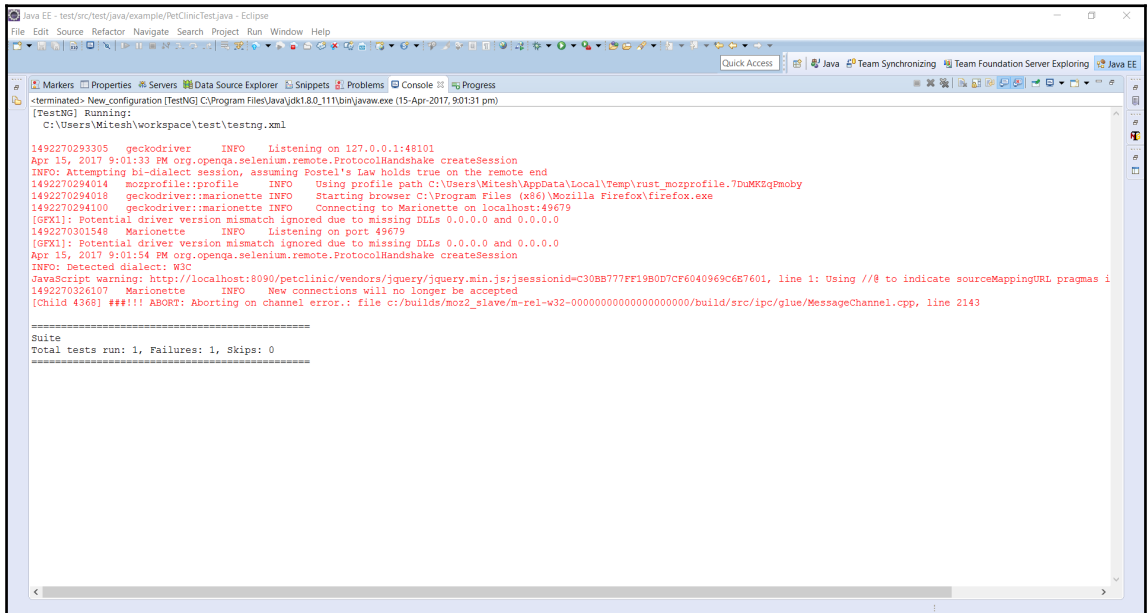 Java EE - test/src/test/java/example/PetClinicTest.java - Eclipse
File Edit Source Refactor Navigate Search Project Run Window Help
Quick Access Java Team Synchronizing Team Foundation Server Exploring Java EE
Markers Properties Servers Data Source Explorer Snippets Problems Console Progress
<terminated> New_configuration [TestNG] C:\Program Files\Java\jdk1.8.0_111\bin\javaw.exe (15-Apr-2017, 9:01:31 pm)
[TestNG] Running:
C:\Users\Mitesh\workspace\test\testng.xml
1492270293305 geckodriver INFO Listening on 127.0.0.1:48101
Apr 15, 2017 9:01:33 PM org.openqa.selenium.remote.ProtocolHandshake createSession
INFO: Attempting bi-dialect session, assuming Postel's Law holds true on the remote end
1492270294014 mozprofile::profile INFO Using profile path C:\Users\Mitesh\AppData\Local\Temp\rust_mozprofile.7DuMKZqPmoby
1492270294018 geckodriver::marionette INFO Starting browser C:\Program Files (x86)\Mozilla Firefox\firefox.exe
1492270294100 geckodriver::marionette INFO Connecting to Marionette on localhost:49679
[GFX1]: Potential driver version mismatch ignored due to missing DLLs 0.0.0.0 and 0.0.0.0
1492270301548 Marionette INFO Listening on port 49679
[GFX1]: Potential driver version mismatch ignored due to missing DLLs 0.0.0.0 and 0.0.0.0
Apr 15, 2017 9:01:54 PM org.openqa.selenium.remote.ProtocolHandshake createSession
INFO: Detected dialect: W3C
JavaScript warning: http://localhost:8090/petclinic/vendors/jquery/jquery.min.js;jsessionid=C30BB777FF19B0D7CF6040969C6E7601, line 1: Using //@ to indicate sourceMappingURL pragmas i
1492270326107 Marionette INFO New connections will no longer be accepted
[Child 4368] ###!!! ABORT: Aborting on channel error.: file c:/builds/moz2_slave/m-rel-w32-00000000000000000000/build/src/ipc/glue/MessageChannel.cpp, line 2143
===============================================
Suite
Total tests run: 1, Failures: 1, Skips: 0
===============================================